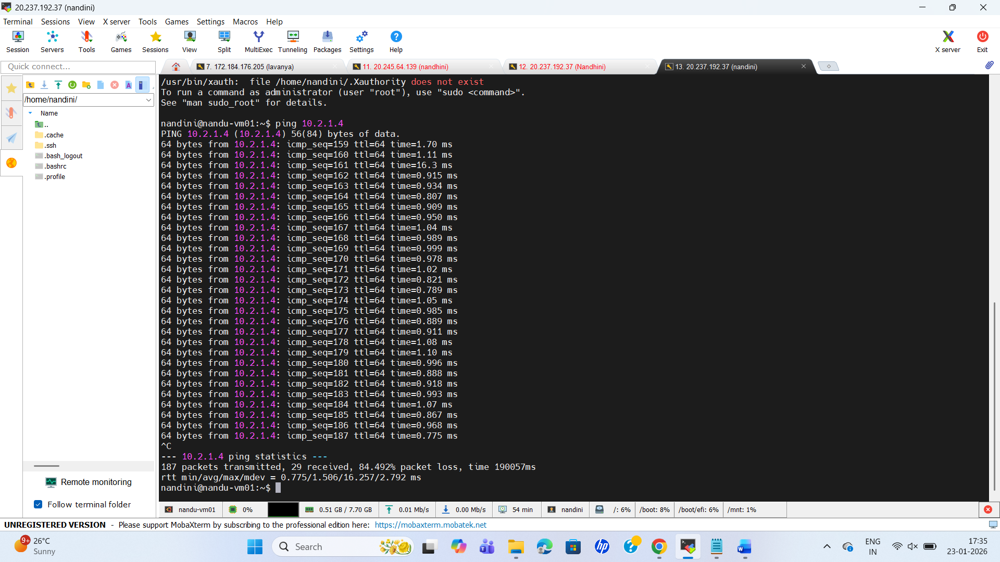 20.237.192.37 (nandini)
Terminal Sessions View X server Tools Games Settings Macros Help
Session Servers Tools Games Sessions View Split MultiExec Tunneling Packages Settings Help X server Exit
Quick connect...
7. 172.184.176.205 (lavanya)
11. 20.245.64.139 (nandhini)
12. 20.237.192.37 (Nandhini)
13. 20.237.192.37 (nandini)
/home/nandini/
Name
..
.cache
.ssh
.bash_logout
.bashrc
.profile
Remote monitoring
Follow terminal folder
/usr/bin/xauth:  file /home/nandini/.Xauthority does not exist
To run a command as administrator (user "root"), use "sudo <command>".
See "man sudo_root" for details.
nandini@nandu-vm01:~$ ping 10.2.1.4
PING 10.2.1.4 (10.2.1.4) 56(84) bytes of data.
64 bytes from 10.2.1.4: icmp_seq=159 ttl=64 time=1.70 ms
64 bytes from 10.2.1.4: icmp_seq=160 ttl=64 time=1.11 ms
64 bytes from 10.2.1.4: icmp_seq=161 ttl=64 time=16.3 ms
64 bytes from 10.2.1.4: icmp_seq=162 ttl=64 time=0.915 ms
64 bytes from 10.2.1.4: icmp_seq=163 ttl=64 time=0.934 ms
64 bytes from 10.2.1.4: icmp_seq=164 ttl=64 time=0.807 ms
64 bytes from 10.2.1.4: icmp_seq=165 ttl=64 time=0.909 ms
64 bytes from 10.2.1.4: icmp_seq=166 ttl=64 time=0.950 ms
64 bytes from 10.2.1.4: icmp_seq=167 ttl=64 time=1.04 ms
64 bytes from 10.2.1.4: icmp_seq=168 ttl=64 time=0.989 ms
64 bytes from 10.2.1.4: icmp_seq=169 ttl=64 time=0.999 ms
64 bytes from 10.2.1.4: icmp_seq=170 ttl=64 time=0.978 ms
64 bytes from 10.2.1.4: icmp_seq=171 ttl=64 time=1.02 ms
64 bytes from 10.2.1.4: icmp_seq=172 ttl=64 time=0.821 ms
64 bytes from 10.2.1.4: icmp_seq=173 ttl=64 time=0.789 ms
64 bytes from 10.2.1.4: icmp_seq=174 ttl=64 time=1.05 ms
64 bytes from 10.2.1.4: icmp_seq=175 ttl=64 time=0.985 ms
64 bytes from 10.2.1.4: icmp_seq=176 ttl=64 time=0.889 ms
64 bytes from 10.2.1.4: icmp_seq=177 ttl=64 time=0.911 ms
64 bytes from 10.2.1.4: icmp_seq=178 ttl=64 time=1.08 ms
64 bytes from 10.2.1.4: icmp_seq=179 ttl=64 time=1.10 ms
64 bytes from 10.2.1.4: icmp_seq=180 ttl=64 time=0.996 ms
64 bytes from 10.2.1.4: icmp_seq=181 ttl=64 time=0.888 ms
64 bytes from 10.2.1.4: icmp_seq=182 ttl=64 time=0.918 ms
64 bytes from 10.2.1.4: icmp_seq=183 ttl=64 time=0.993 ms
64 bytes from 10.2.1.4: icmp_seq=184 ttl=64 time=1.07 ms
64 bytes from 10.2.1.4: icmp_seq=185 ttl=64 time=0.867 ms
64 bytes from 10.2.1.4: icmp_seq=186 ttl=64 time=0.968 ms
64 bytes from 10.2.1.4: icmp_seq=187 ttl=64 time=0.775 ms
^C
--- 10.2.1.4 ping statistics ---
187 packets transmitted, 29 received, 84.492% packet loss, time 190057ms
rtt min/avg/max/mdev = 0.775/1.506/16.257/2.792 ms
nandini@nandu-vm01:~$
nandu-vm01 0% 0.51 GB / 7.70 GB 0.01 Mb/s 0.00 Mb/s 54 min nandini /: 6% /boot: 8% /boot/efi: 6% /mnt: 1%
UNREGISTERED VERSION - Please support MobaXterm by subscribing to the professional edition here: https://mobaxterm.mobatek.net
9+
26°C
Sunny
Search
ENG
IN
17:35
23-01-2026